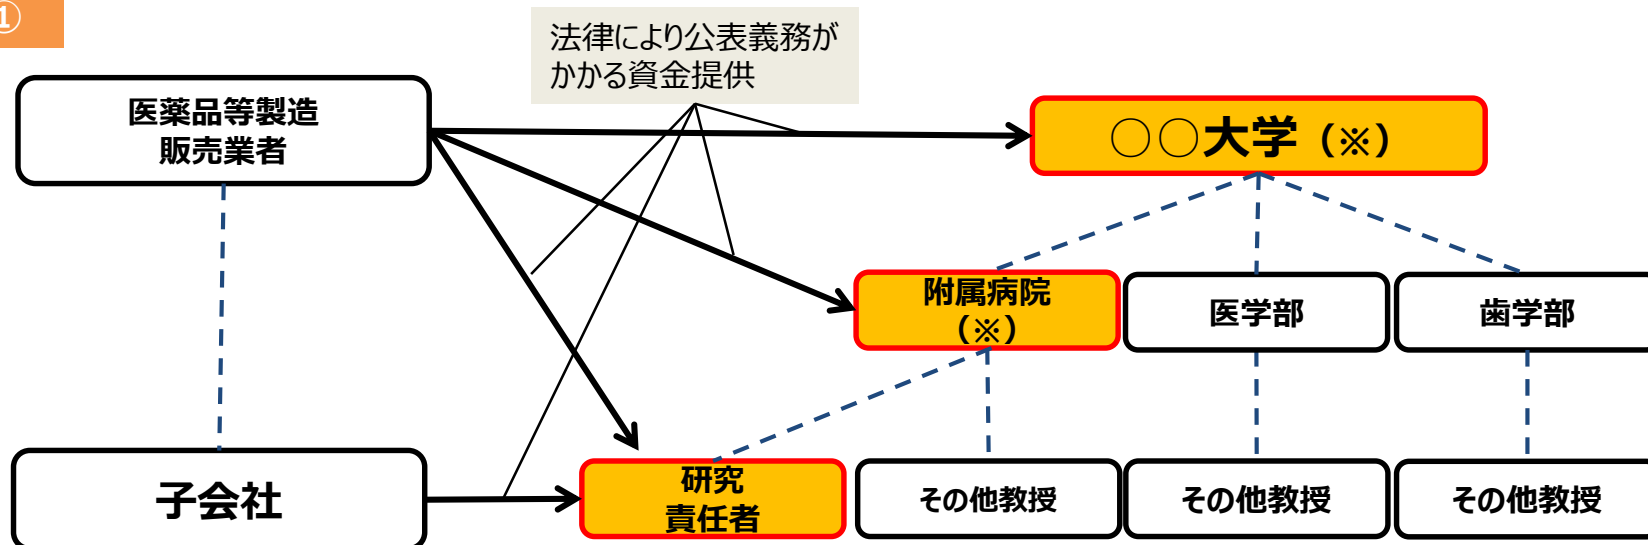 ①
法律により公表義務が
かかる資金提供
医薬品等製造
販売業者
○○大学（※）
附属病院
（※）
医学部
歯学部
子会社
研究
責任者
その他教授
その他教授
その他教授